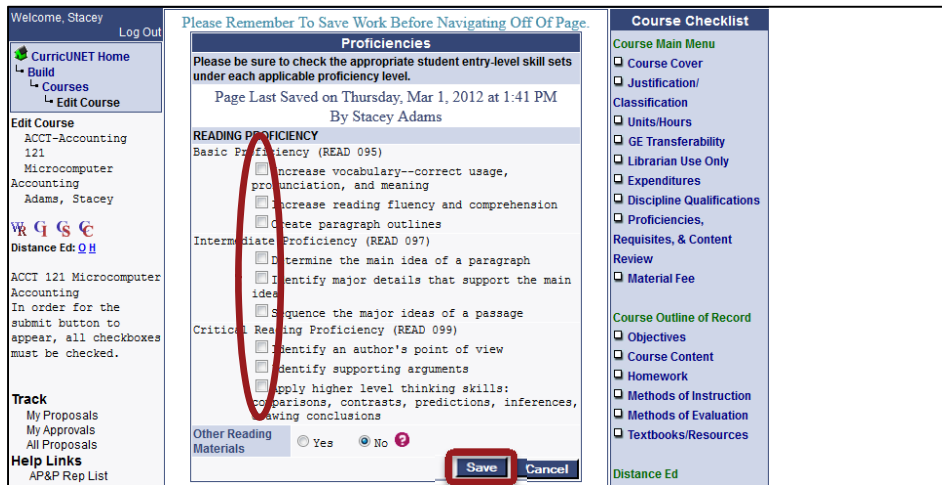 Welcome, Stacey
Log Out
CurricUNET Home
Build
Courses
Edit Course
Edit Course
ACCT-Accounting
121
Microcomputer
Accounting
Adams, Stacey
WR GI GS CC
Distance Ed: O H
ACCT 121 Microcomputer
Accounting
In order for the
submit button to
appear, all checkboxes
must be checked.
Track
My Proposals
My Approvals
All Proposals
Help Links
AP&P Rep List
Please Remember To Save Work Before Navigating Off Of Page.
Proficiencies
Please be sure to check the appropriate student entry-level skill sets
under each applicable proficiency level.
Page Last Saved on Thursday, Mar 1, 2012 at 1:41 PM
By Stacey Adams
READING PROFICIENCY
Basic Proficiency (READ 095)
Increase vocabulary--correct usage,
pronunciation, and meaning
Increase reading fluency and comprehension
Create paragraph outlines
Intermediate Proficiency (READ 097)
Determine the main idea of a paragraph
Identify major details that support the main
idea
Sequence the major ideas of a passage
Critical Reading Proficiency (READ 099)
Identify an author's point of view
Identify supporting arguments
Apply higher level thinking skills:
comparisons, contrasts, predictions, inferences,
drawing conclusions
Other Reading
Materials
Yes No ?
Save Cancel
Course Checklist
Course Main Menu
Course Cover
Justification/
Classification
Units/Hours
GE Transferability
Librarian Use Only
Expenditures
Discipline Qualifications
Proficiencies,
Requisites, & Content
Review
Material Fee
Course Outline of Record
Objectives
Course Content
Homework
Methods of Instruction
Methods of Evaluation
Textbooks/Resources
Distance Ed